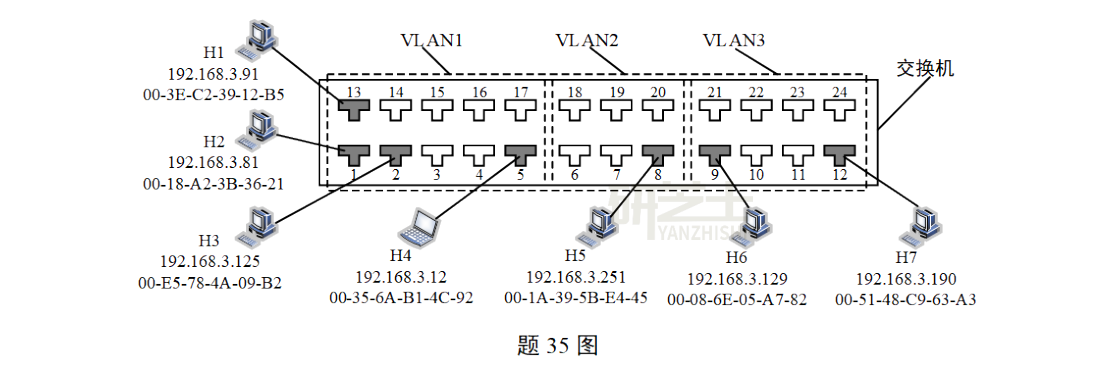 VLAN1
VLAN2
VLAN3
交换机
H1
192.168.3.91
00-3E-C2-39-12-B5
13 14 15 16 17 18 19 20 21 22 23 24
H2
192.168.3.81
00-18-A2-3B-36-21
1 2 3 4 5 6 7 8 9 10 11 12
研之士
YANZHISHI
H3
192.168.3.125
00-E5-78-4A-09-B2
H4
192.168.3.12
00-35-6A-B1-4C-92
H5
192.168.3.251
00-1A-39-5B-E4-45
H6
192.168.3.129
00-08-6E-05-A7-82
H7
192.168.3.190
00-51-48-C9-63-A3
题 35 图